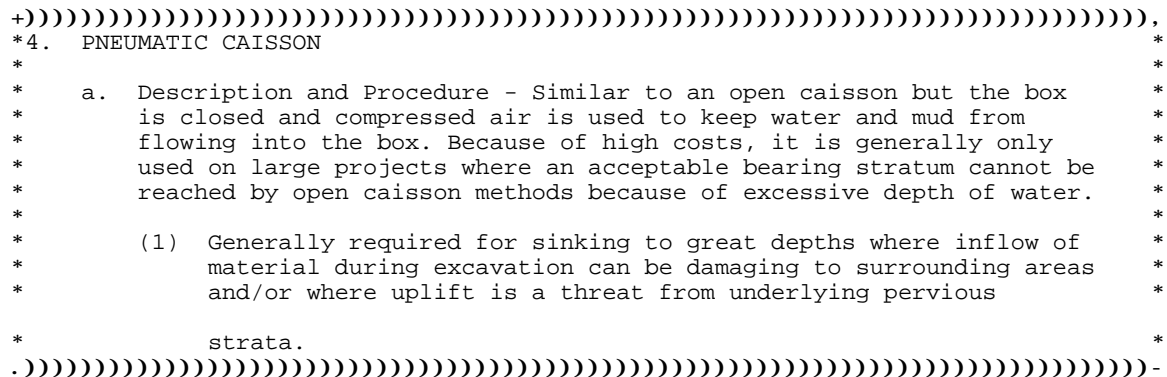 +)))))))))))))))))))))))))))))))))))))))))))))))))))))))))))))))))))))))))))))),
*4.  PNEUMATIC CAISSON                                                         *
*                                                                              *
*    a.  Description and Procedure - Similar to an open caisson but the box    *
*        is closed and compressed air is used to keep water and mud from       *
*        flowing into the box. Because of high costs, it is generally only     *
*        used on large projects where an acceptable bearing stratum cannot be  *
*        reached by open caisson methods because of excessive depth of water.  *
*                                                                              *
*        (1)  Generally required for sinking to great depths where inflow of   *
*             material during excavation can be damaging to surrounding areas  *
*             and/or where uplift is a threat from underlying pervious         *
*             strata.                                                          *
.))))))))))))))))))))))))))))))))))))))))))))))))))))))))))))))))))))))))))))))-